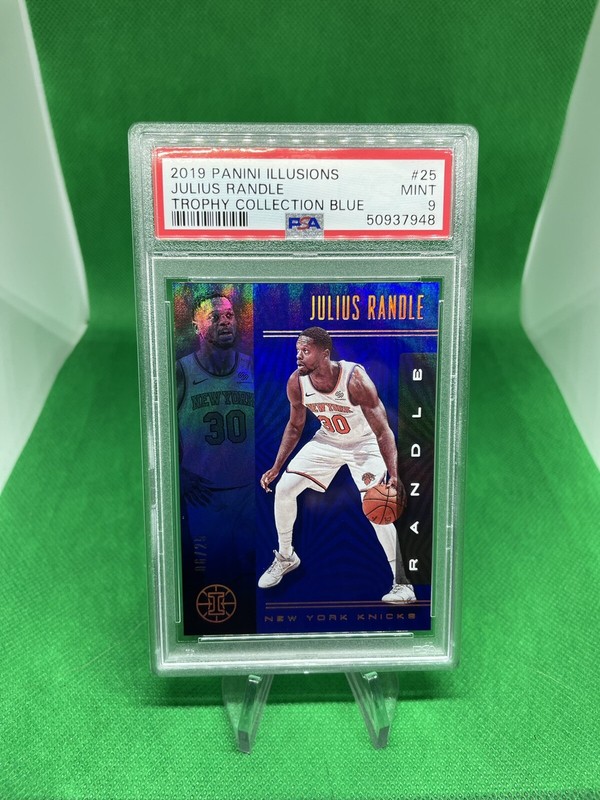 2019 PANINI ILLUSIONS #25
JULIUS RANDLE MINT
TROPHY COLLECTION BLUE 9
PSA 50937948
JULIUS RANDLE
NEW YORK
30
NEW YORK
30
RANDLE
NEW YORK KNICKS